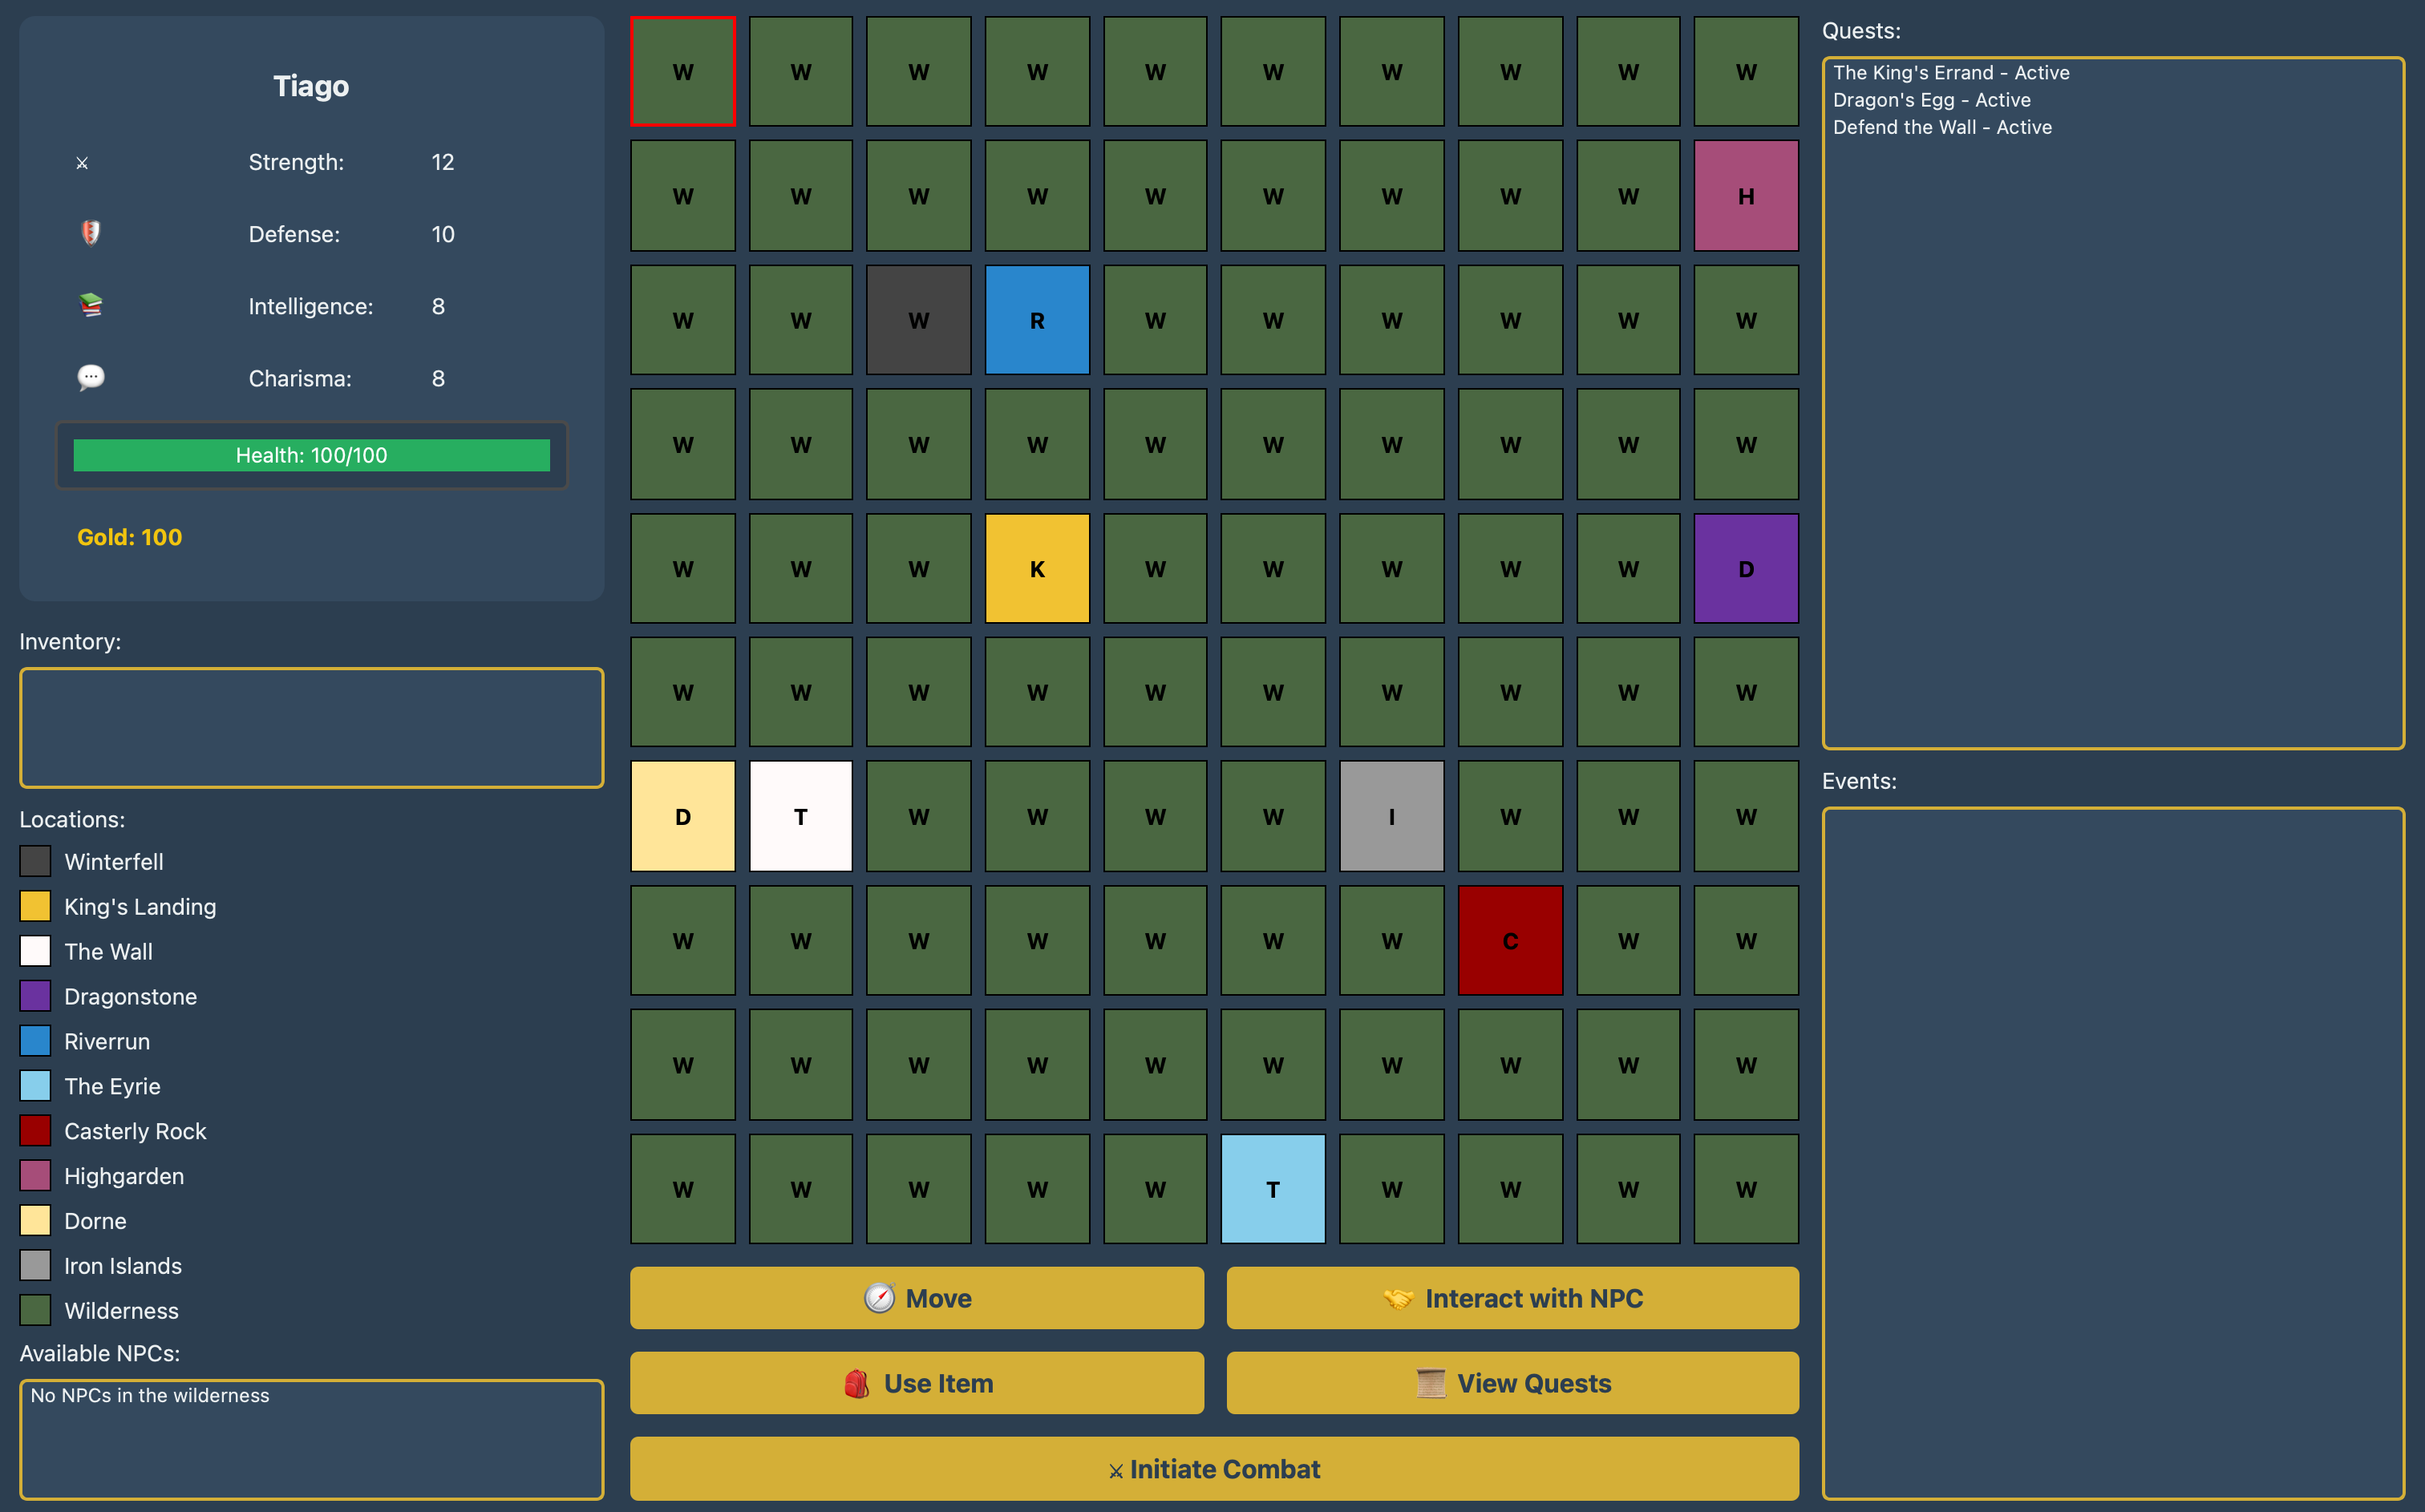 Tiago
Strength: 12
Defense: 10
Intelligence: 8
Charisma: 8
Health: 100/100
Gold: 100
Inventory:
Locations:
Winterfell
King's Landing
The Wall
Dragonstone
Riverrun
The Eyrie
Casterly Rock
Highgarden
Dorne
Iron Islands
Wilderness
Available NPCs:
No NPCs in the wilderness
W W W W W W W W W W
W W W W W W W W W H
W W W R W W W W W W
W W W W W W W W W W
W W W K W W W W W D
W W W W W W W W W W
D T W W W W I W W W
W W W W W W W C W W
W W W W W W W W W W
W W W W W T W W W W
Move
Interact with NPC
Use Item
View Quests
Initiate Combat
Quests:
The King's Errand - Active
Dragon's Egg - Active
Defend the Wall - Active
Events: